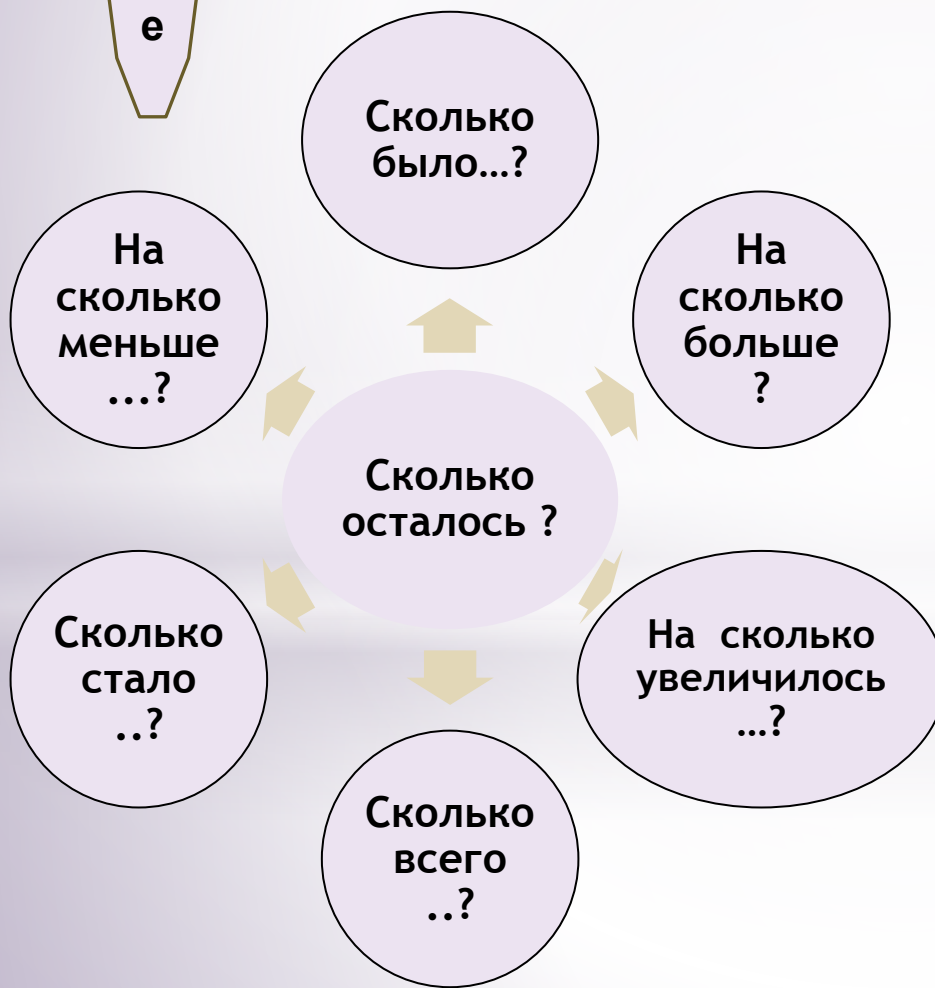 е
Сколько
было...?
На
сколько
меньше
...?
На
сколько
больше
?
Сколько
осталось ?
Сколько
стало
..?
На сколько
увеличилось
...?
Сколько
всего
..?